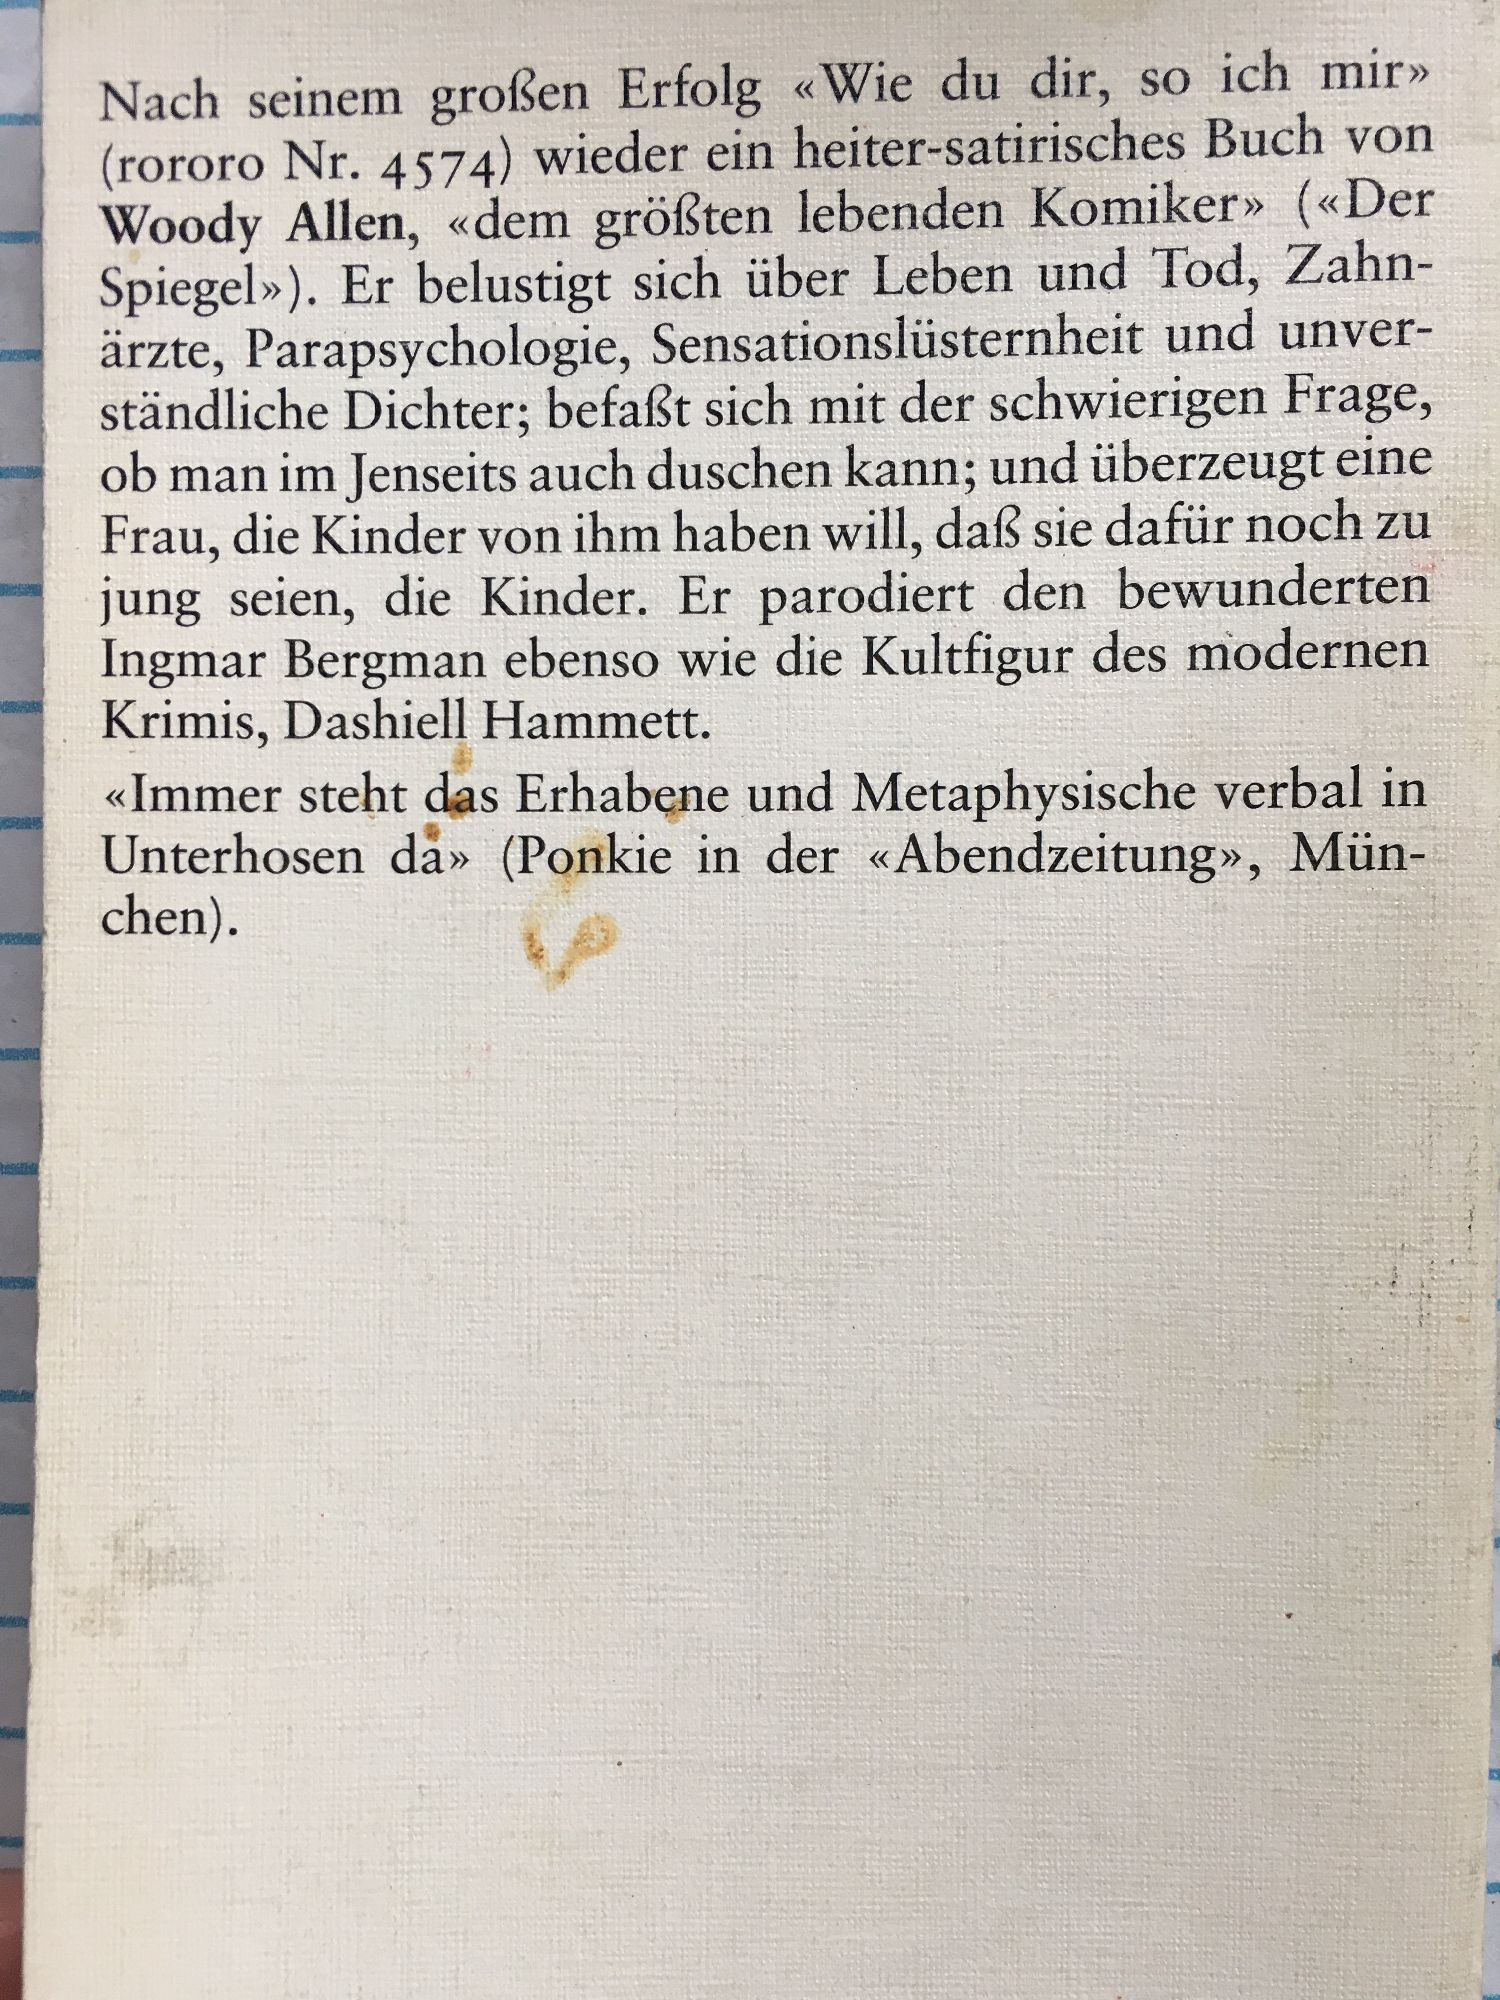 Nach seinem großen Erfolg «Wie du dir, so ich mir»
(rororo Nr. 4574) wieder ein heiter-satirisches Buch von
Woody Allen, «dem größten lebenden Komiker» («Der
Spiegel»). Er belustigt sich über Leben und Tod, Zahn-
ärzte, Parapsychologie, Sensationslüsternheit und unver-
ständliche Dichter; befaßt sich mit der schwierigen Frage,
ob man im Jenseits auch duschen kann; und überzeugt eine
Frau, die Kinder von ihm haben will, daß sie dafür noch zu
jung seien, die Kinder. Er parodiert den bewunderten
Ingmar Bergman ebenso wie die Kultfigur des modernen
Krimis, Dashiell Hammett.
«Immer steht das Erhabene und Metaphysische verbal in
Unterhosen da» (Ponkie in der «Abendzeitung», Mün-
chen).